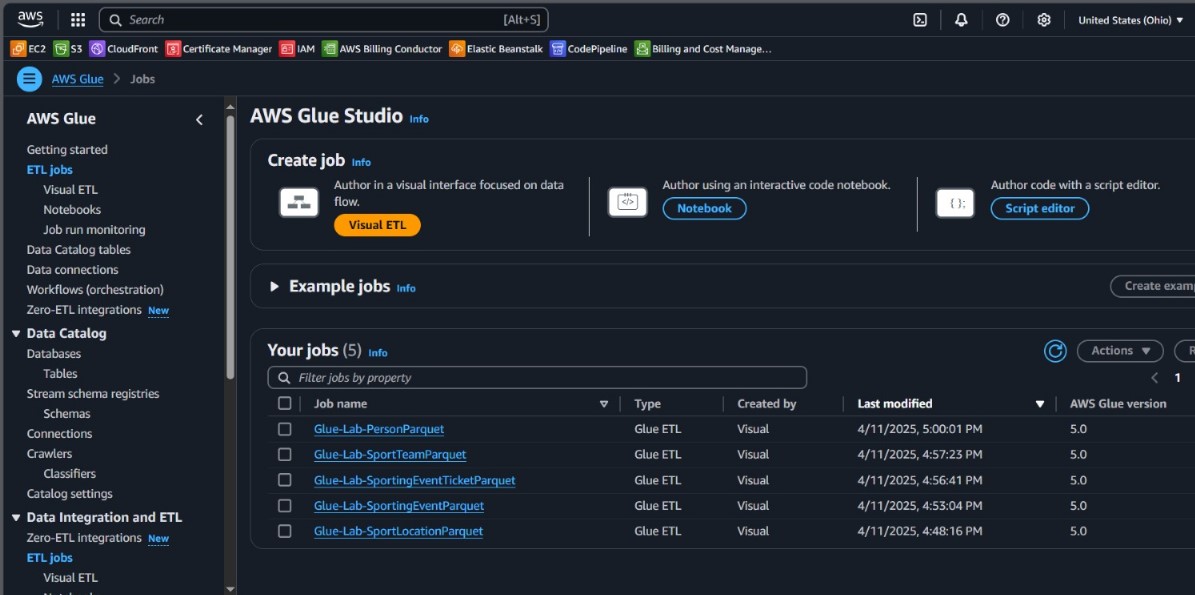 aws
Search [Alt+S] United States (Ohio)
EC2 S3 CloudFront Certificate Manager IAM AWS Billing Conductor Elastic Beanstalk CodePipeline Billing and Cost Manage...
AWS Glue > Jobs
AWS Glue
Getting started
ETL jobs
Visual ETL
Notebooks
Job run monitoring
Data Catalog tables
Data connections
Workflows (orchestration)
Zero-ETL integrations New
Data Catalog
Databases
Tables
Stream schema registries
Schemas
Connections
Crawlers
Classifiers
Catalog settings
Data Integration and ETL
Zero-ETL integrations New
ETL jobs
Visual ETL
AWS Glue Studio Info
Create job Info
Author in a visual interface focused on data
flow.
Visual ETL
Author using an interactive code notebook.
Notebook
Author code with a script editor.
Script editor
Example jobs Info
Create exam
Your jobs (5) Info
Actions
R
Filter jobs by property
1
Job name Type Created by Last modified AWS Glue version
Glue-Lab-PersonParquet Glue ETL Visual 4/11/2025, 5:00:01 PM 5.0
Glue-Lab-SportTeamParquet Glue ETL Visual 4/11/2025, 4:57:23 PM 5.0
Glue-Lab-SportingEventTicketParquet Glue ETL Visual 4/11/2025, 4:56:41 PM 5.0
Glue-Lab-SportingEventParquet Glue ETL Visual 4/11/2025, 4:53:04 PM 5.0
Glue-Lab-SportLocationParquet Glue ETL Visual 4/11/2025, 4:48:16 PM 5.0